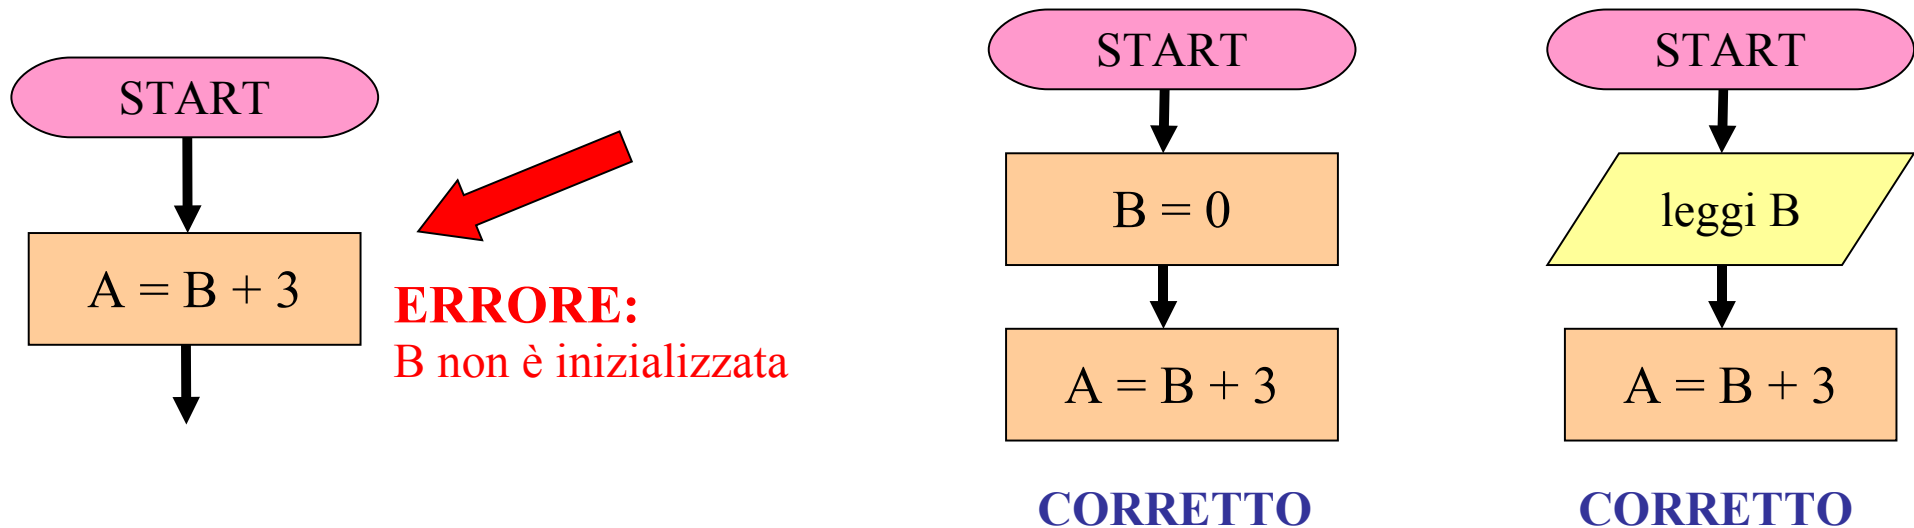 START
A = B + 3
ERRORE:
B non è inizializzata
START
B = 0
A = B + 3
CORRETTO
START
leggi B
A = B + 3
CORRETTO